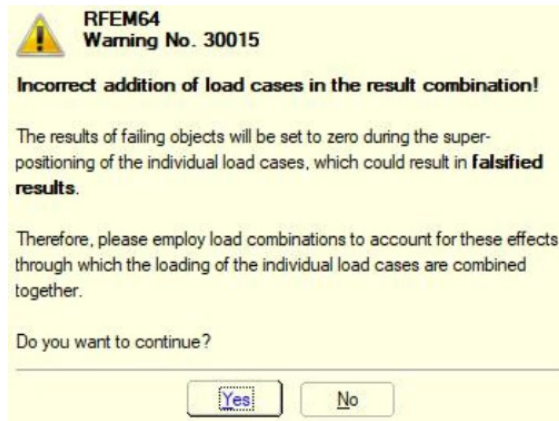 RFEM64
Warning No. 30015
Incorrect addition of load cases in the result combination!
The results of failing objects will be set to zero during the super-
positioning of the individual load cases, which could result in falsified
results.
Therefore, please employ load combinations to account for these effects
through which the loading of the individual load cases are combined
together.
Do you want to continue?
Yes
No